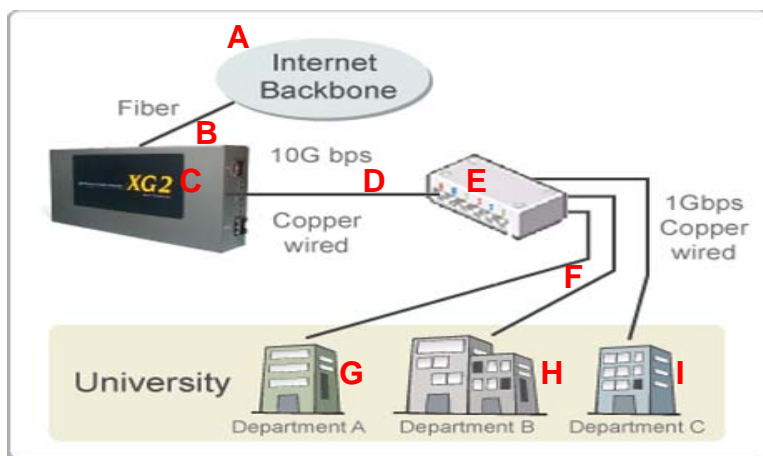 A
Internet
Backbone
Fiber
B
10G bps
XG2
C
D
E
Copper
wired
1Gbps
Copper
wired
F
University
G
H
I
Department A
Department B
Department C